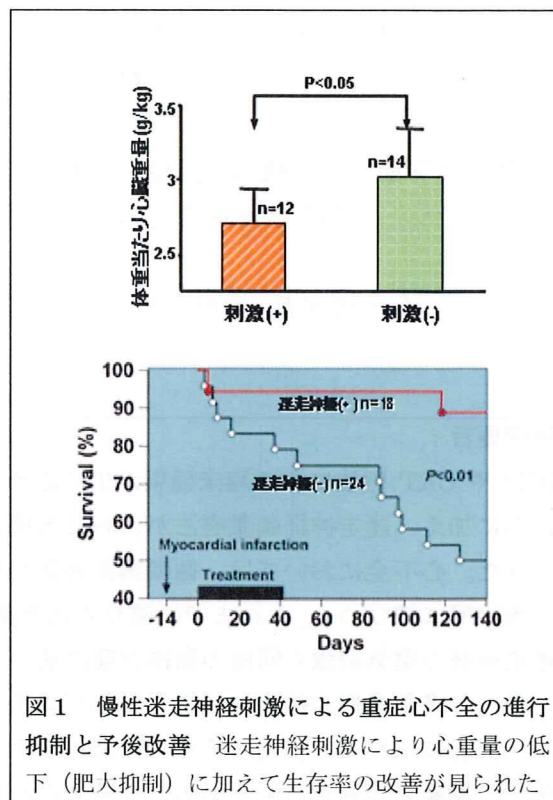 P<0.05
体重当たり心臓重量(g/kg)
3.5
3
2.5
n=12
n=14
刺激(+)
刺激(-)
Survival (%)
100
90
80
70
60
50
40
迷走神経(+) n=18
迷走神経(-) n=24
P<0.01
Myocardial infarction
Treatment
-14 0 20 40 60 80 100 120 140
Days
図1 慢性迷走神経刺激による重症心不全の進行
抑制と予後改善 迷走神経刺激により心重量の低
下（肥大抑制）に加えて生存率の改善が見られた